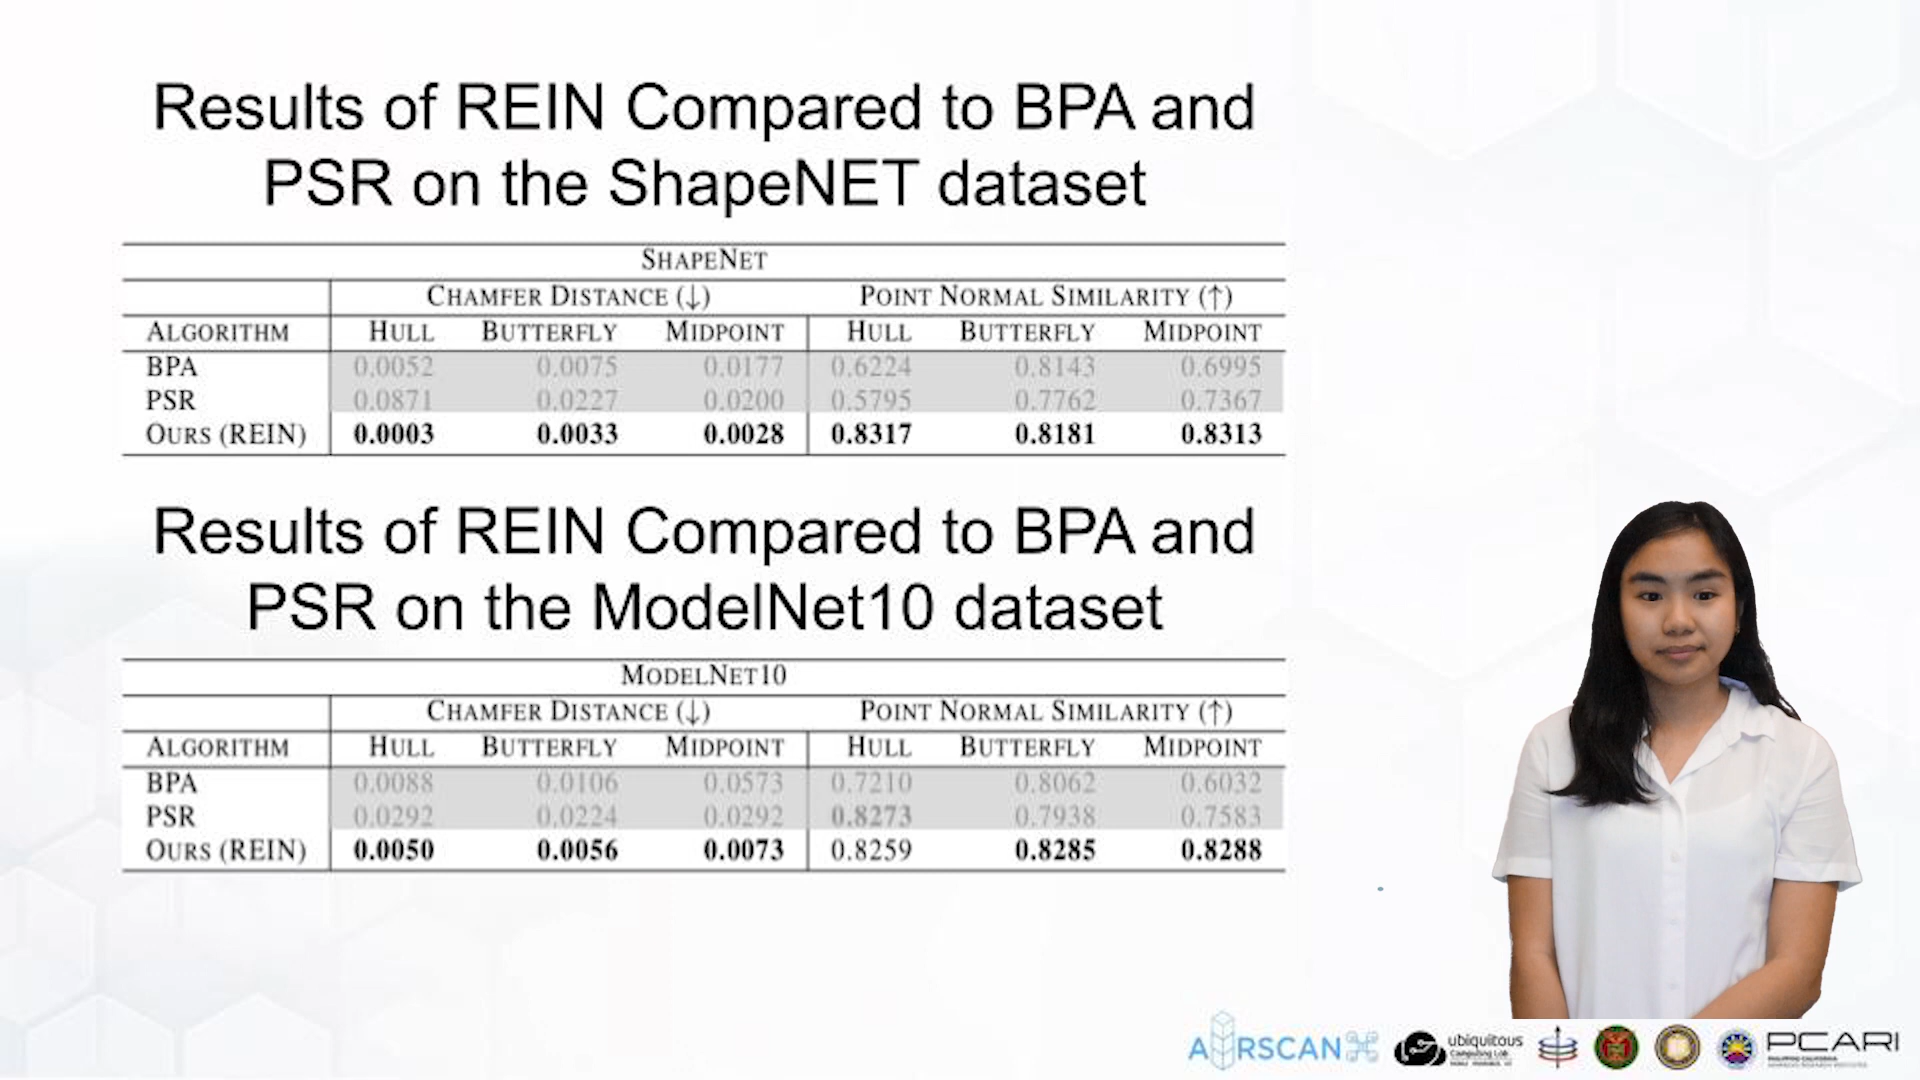 Results of REIN Compared to BPA and
PSR on the ShapeNET dataset
SHAPENET
CHAMFER DISTANCE (↓) POINT NORMAL SIMILARITY (↑)
ALGORITHM HULL BUTTERFLY MIDPOINT HULL BUTTERFLY MIDPOINT
BPA 0.0052 0.0075 0.0177 0.6224 0.8143 0.6995
PSR 0.0871 0.0227 0.0200 0.5795 0.7762 0.7367
OURS (REIN) 0.0003 0.0033 0.0028 0.8317 0.8181 0.8313
Results of REIN Compared to BPA and
PSR on the ModelNet10 dataset
MODELNET10
CHAMFER DISTANCE (↓) POINT NORMAL SIMILARITY (↑)
ALGORITHM HULL BUTTERFLY MIDPOINT HULL BUTTERFLY MIDPOINT
BPA 0.0088 0.0106 0.0573 0.7210 0.8062 0.6032
PSR 0.0292 0.0224 0.0292 0.8273 0.7938 0.7583
OURS (REIN) 0.0050 0.0056 0.0073 0.8259 0.8285 0.8288
AIRSCAN
ubiquitous
Computing Lab
PCARI